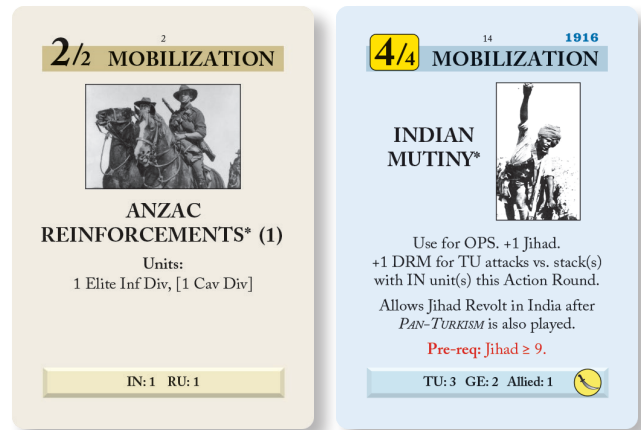 2
2/2 MOBILIZATION
ANZAC
REINFORCEMENTS* (1)
Units:
1 Elite Inf Div, [1 Cav Div]
IN: 1 RU: 1
14 1916
4/4 MOBILIZATION
INDIAN
MUTINY*
Use for OPS. +1 Jihad.
+1 DRM for TU attacks vs. stack(s)
with IN unit(s) this Action Round.
Allows Jihad Revolt in India after
PAN-TURKISM is also played.
Pre-req: Jihad ≥ 9.
TU: 3 GE: 2 Allied: 1